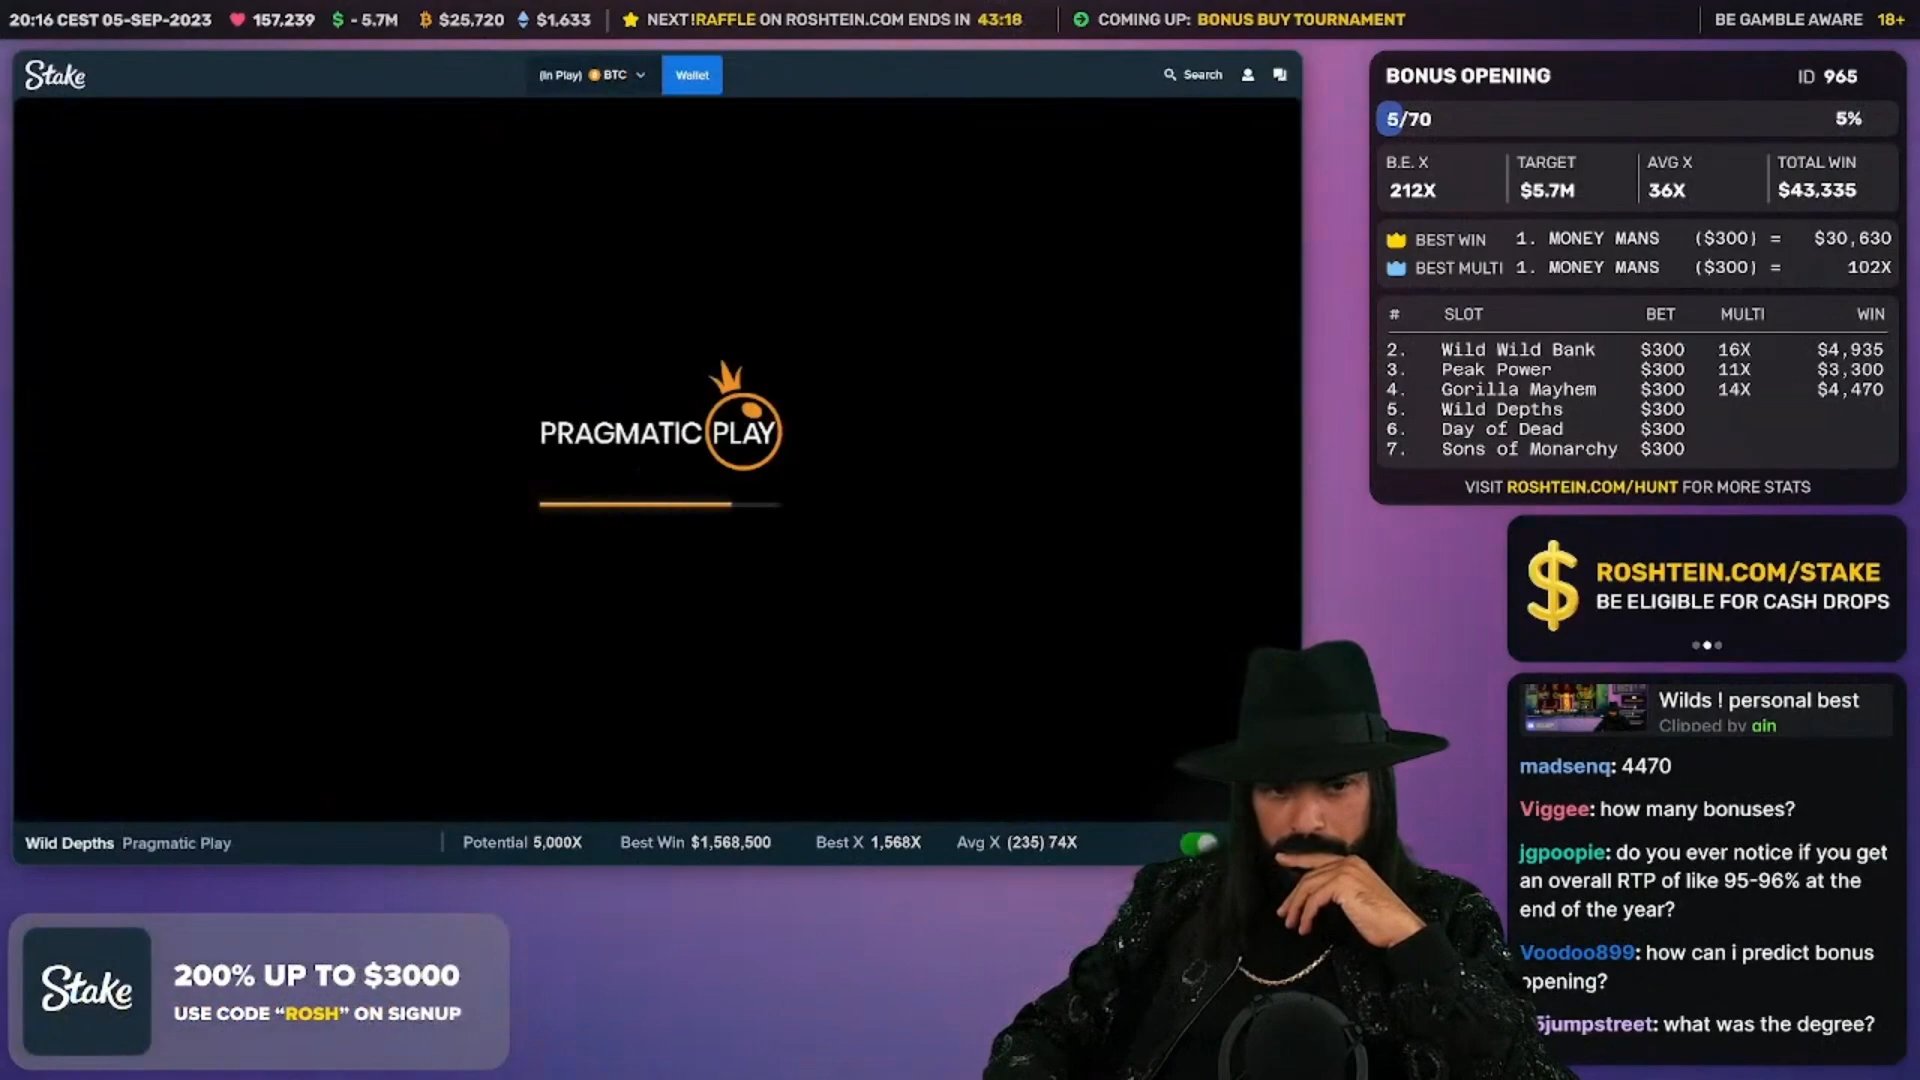 20:16 CEST 05-SEP-2023 157,239 $ - 5.7M $25,720 $1,633 NEXT !RAFFLE ON ROSHTEIN.COM ENDS IN 43:18 COMING UP: BONUS BUY TOURNAMENT BE GAMBLE AWARE 18+
Stake (In Play) BTC Wallet Search
PRAGMATIC PLAY
Wild Depths Pragmatic Play Potential 5,000X Best Win $1,568,500 Best X 1,568X Avg X (235) 74X
Stake
200% UP TO $3000
USE CODE “ROSH” ON SIGNUP
BONUS OPENING ID 965
5/70 5%
B.E. X TARGET AVG X TOTAL WIN
212X $5.7M 36X $43,335
BEST WIN 1. MONEY MANS ($300) = $30,630
BEST MULTI 1. MONEY MANS ($300) = 102X
# SLOT BET MULTI WIN
2. Wild Wild Bank $300 16X $4,935
3. Peak Power $300 11X $3,300
4. Gorilla Mayhem $300 14X $4,470
5. Wild Depths $300
6. Day of Dead $300
7. Sons of Monarchy $300
VISIT ROSHTEIN.COM/HUNT FOR MORE STATS
$ ROSHTEIN.COM/STAKE
BE ELIGIBLE FOR CASH DROPS
Wilds ! personal best
Clipped by
madsenq: 4470
Viggee: how many bonuses?
jgpoopie: do you ever notice if you get
an overall RTP of like 95-96% at the
end of the year?
Voodoo899: how can i predict bonus
opening?
5jumpstreet: what was the degree?